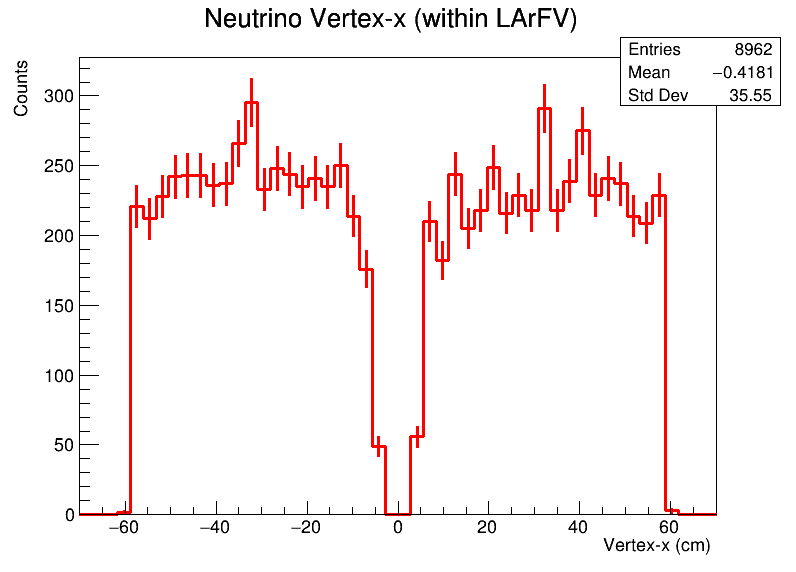 Neutrino Vertex-x (within LArFV)
Entries 8962
Mean −0.4181
Std Dev 35.55
Counts
300
250
200
150
100
50
0
−60 −40 −20 0 20 40 60
Vertex-x (cm)